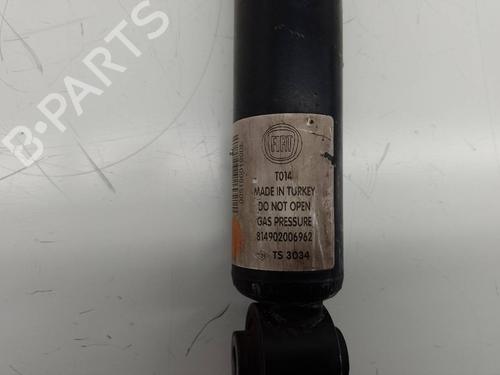 B-PARTS
FIAT
T014
MADE IN TURKEY
DO NOT OPEN
GAS PRESSURE
814902006962
TS 3034